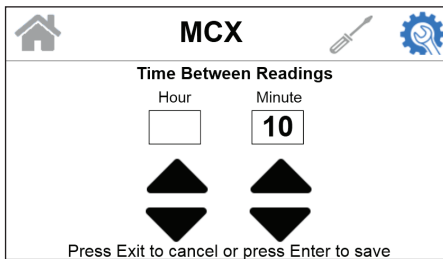 MCX
Time Between Readings
Hour Minute
10
Press Exit to cancel or press Enter to save